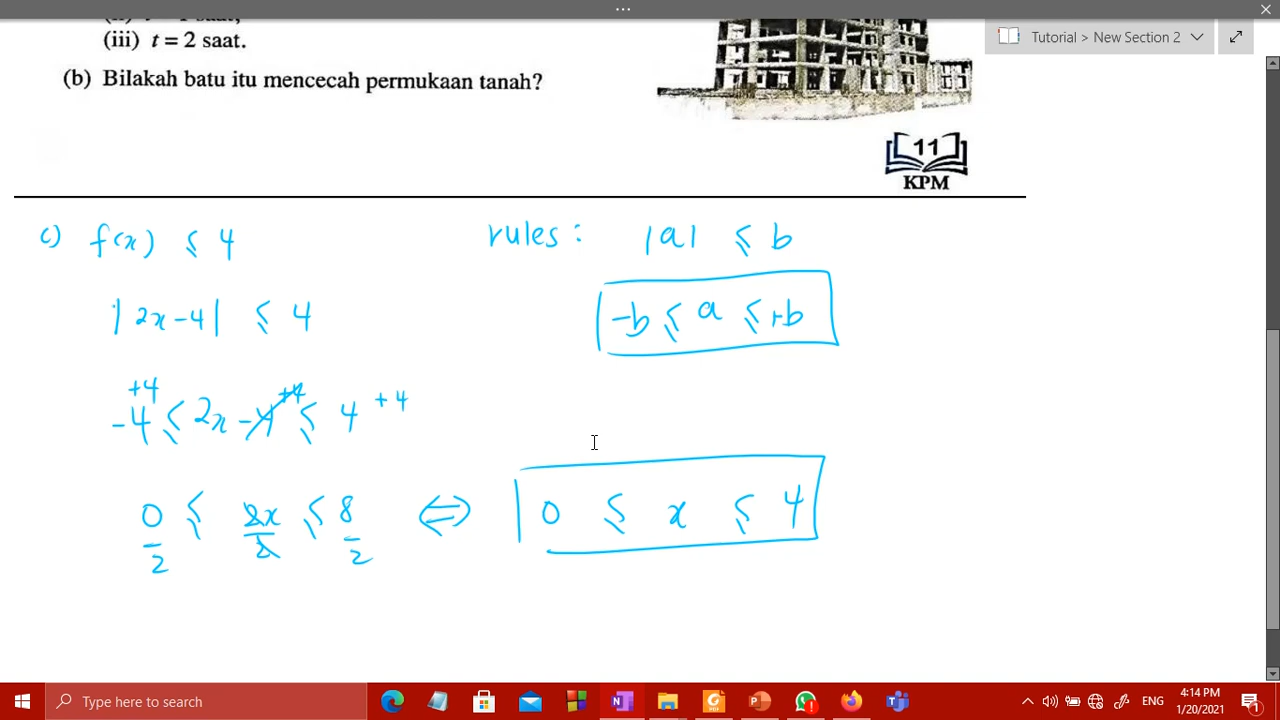 (iii) t = 2 saat.
Tutorial > New Section 2
(b) Bilakah batu itu mencecah permukaan tanah?
11
KPM
c) f(x) ≤ 4
rules: |a| ≤ b
-b ≤ a ≤ +b
|2x-4| ≤ 4
+4 +4 +4
-4 ≤ 2x -4 ≤ 4
0/2 ≤ 2x/2 ≤ 8/2 ⇔ 0 ≤ x ≤ 4
Type here to search
ENG
4:14 PM
1/20/2021